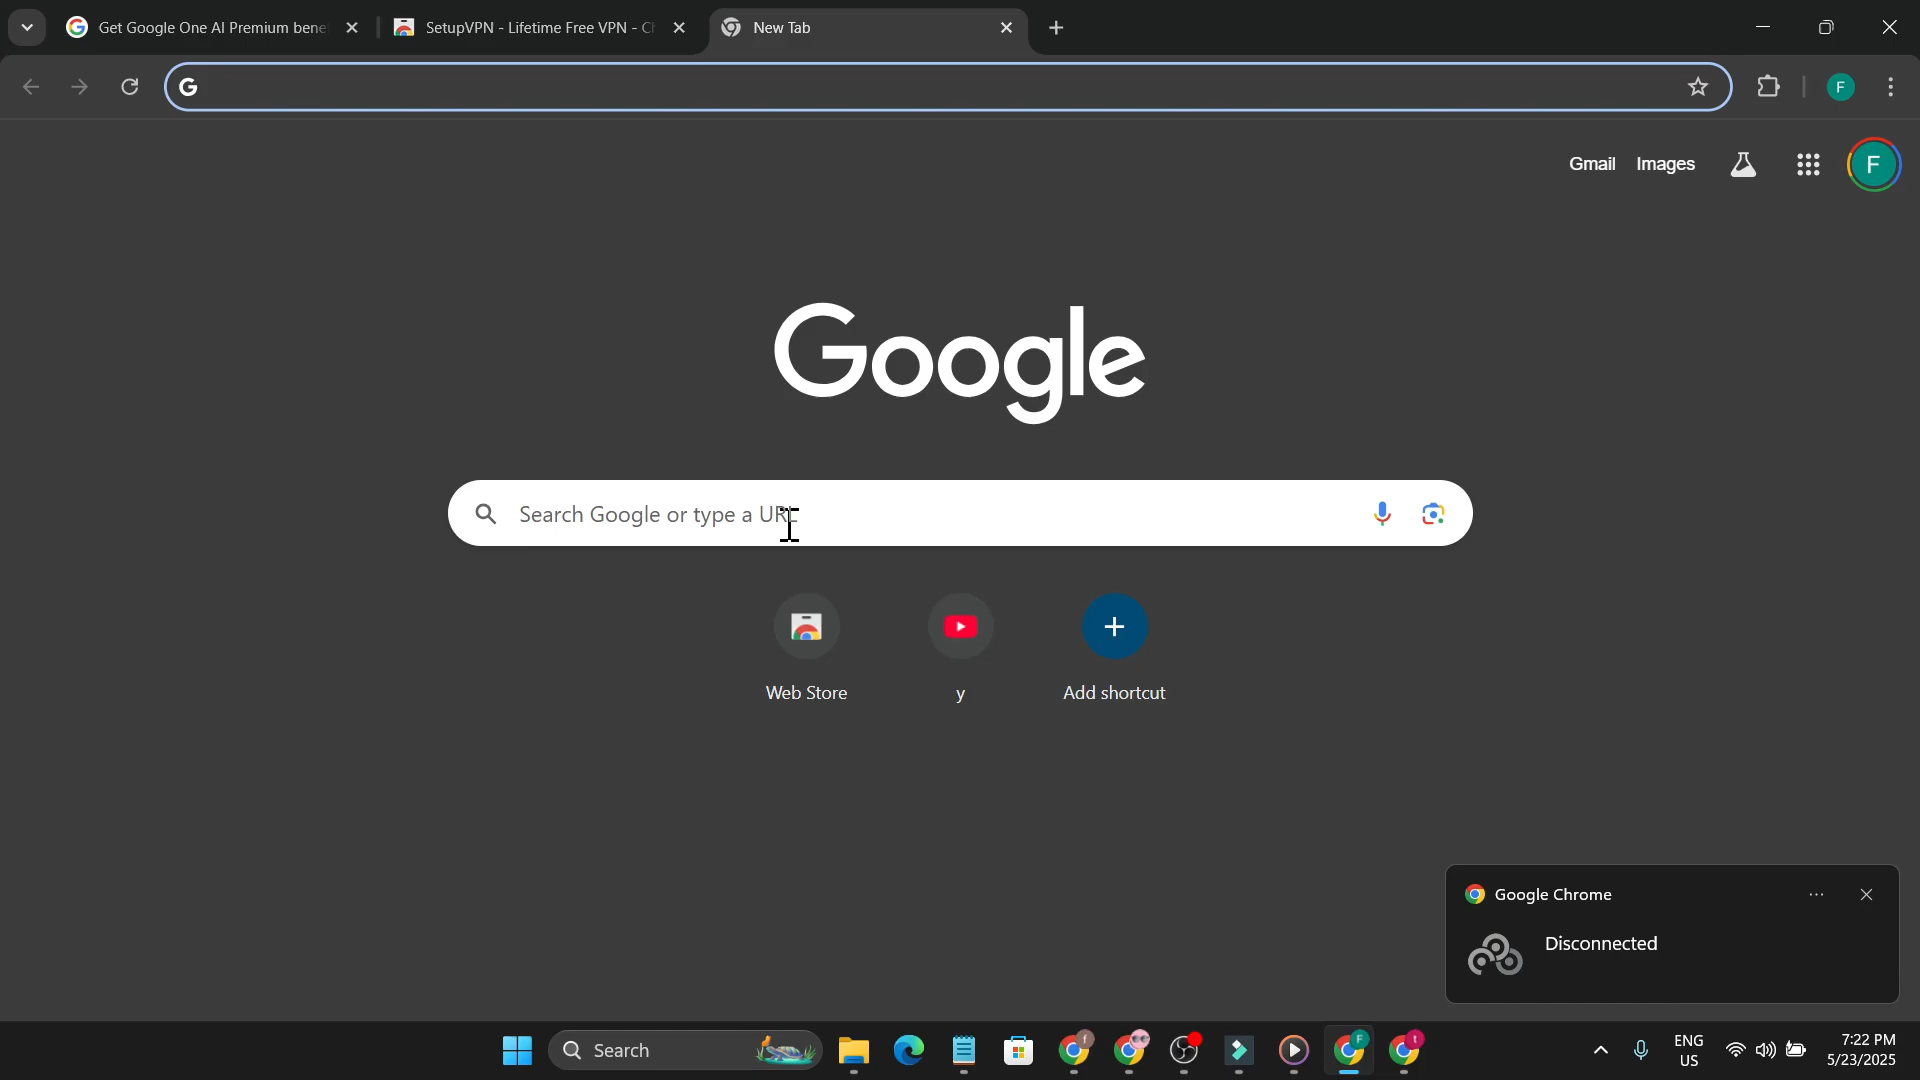 Get Google One AI Premium bene
SetupVPN - Lifetime Free VPN - C
New Tab
Gmail
Images
F
F
Google
Search Google or type a URL
Web Store
y
Add shortcut
Google Chrome
Disconnected
Search
ENG
US
7:22 PM
5/23/2025